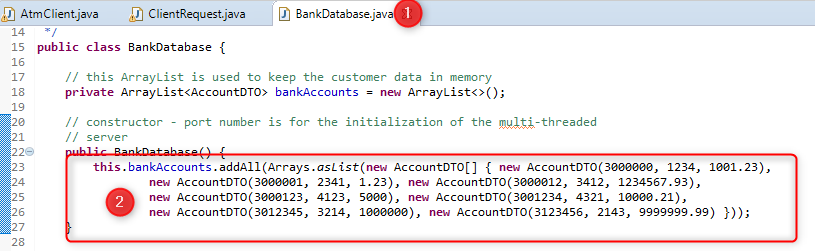 AtmClient.java ClientRequest.java BankDatabase.java 1
14 */
15 public class BankDatabase {
16
17 // this ArrayList is used to keep the customer data in memory
18 private ArrayList<AccountDTO> bankAccounts = new ArrayList<>();
19
20 // constructor - port number is for the initialization of the multi-threaded
21 // server
22 public BankDatabase() {
23 this.bankAccounts.addAll(Arrays.asList(new AccountDTO[] { new AccountDTO(3000000, 1234, 1001.23),
24 new AccountDTO(3000001, 2341, 1.23), new AccountDTO(3000012, 3412, 1234567.93),
25 new AccountDTO(3000123, 4123, 5000), new AccountDTO(3001234, 4321, 10000.21),
2
26 new AccountDTO(3012345, 3214, 1000000), new AccountDTO(3123456, 2143, 9999999.99) }));
27 }
28